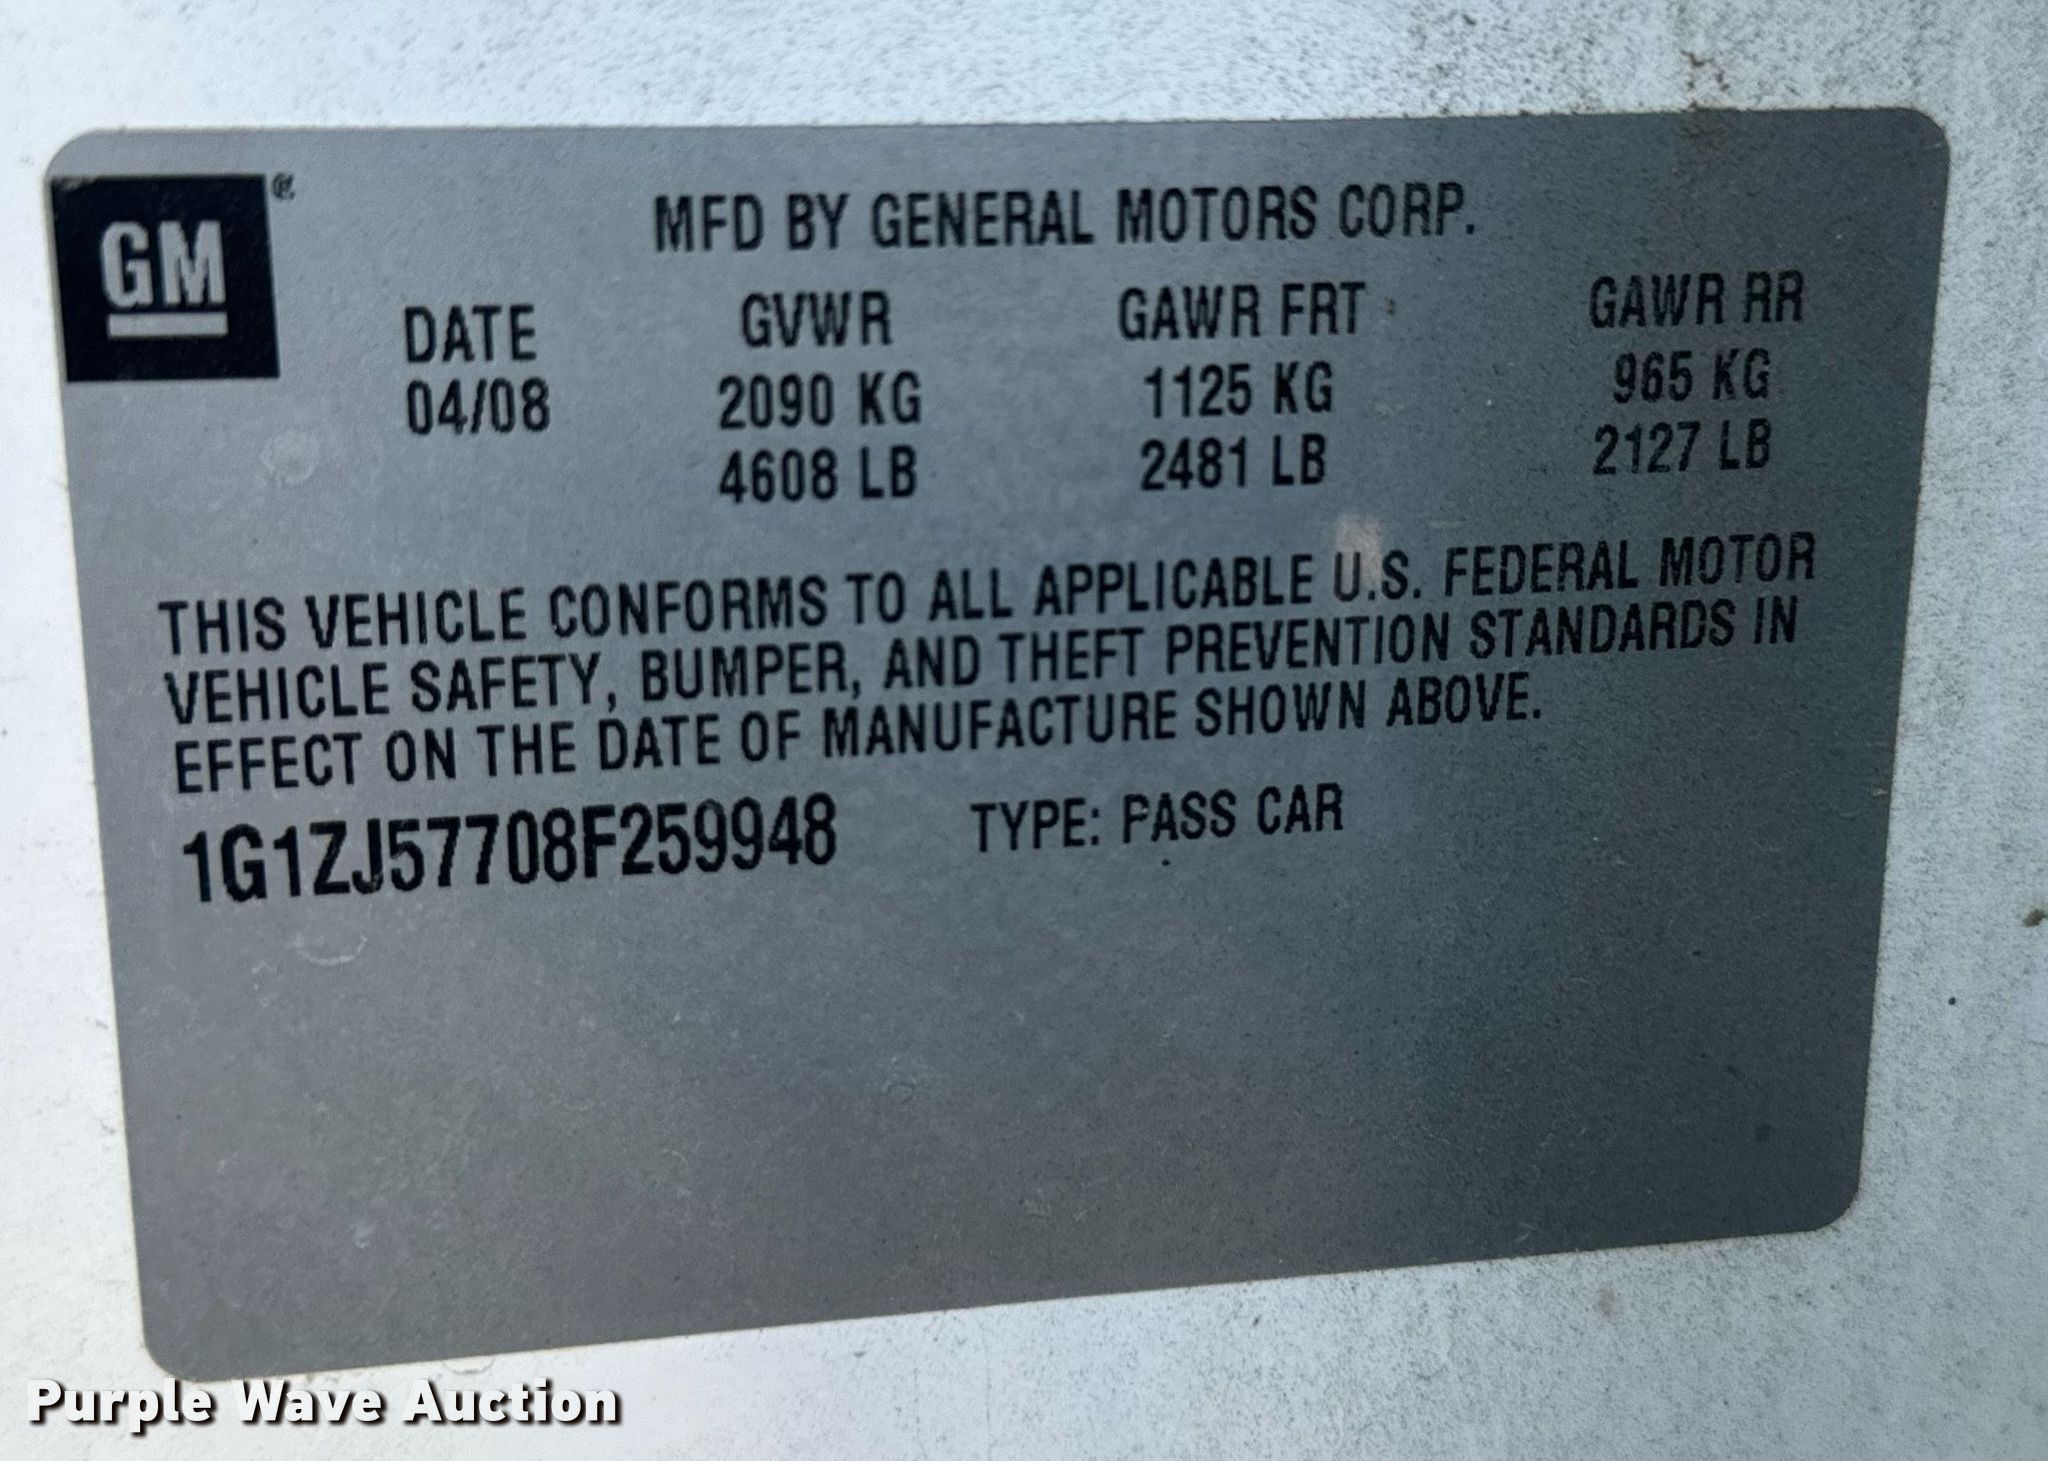 GM
MFD BY GENERAL MOTORS CORP.
DATE GVWR GAWR FRT GAWR RR
04/08 2090 KG 1125 KG 965 KG
4608 LB 2481 LB 2127 LB
THIS VEHICLE CONFORMS TO ALL APPLICABLE U.S. FEDERAL MOTOR
VEHICLE SAFETY, BUMPER, AND THEFT PREVENTION STANDARDS IN
EFFECT ON THE DATE OF MANUFACTURE SHOWN ABOVE.
1G1ZJ57708F259948 TYPE: PASS CAR
Purple Wave Auction